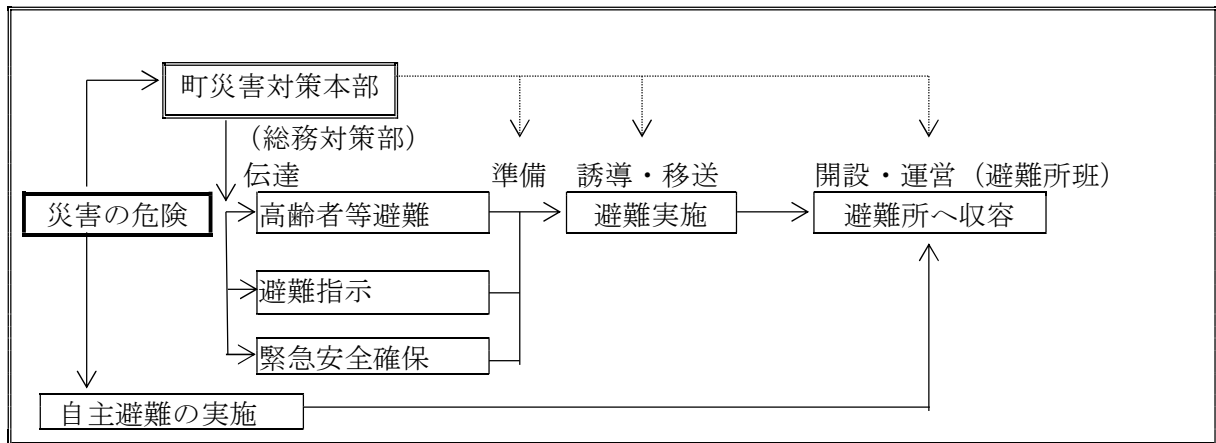 町災害対策本部
(総務対策部)
伝達
準備
誘導・移送
開設・運営(避難所班)
災害の危険
高齢者等避難
避難実施
避難所へ収容
避難指示
緊急安全確保
自主避難の実施